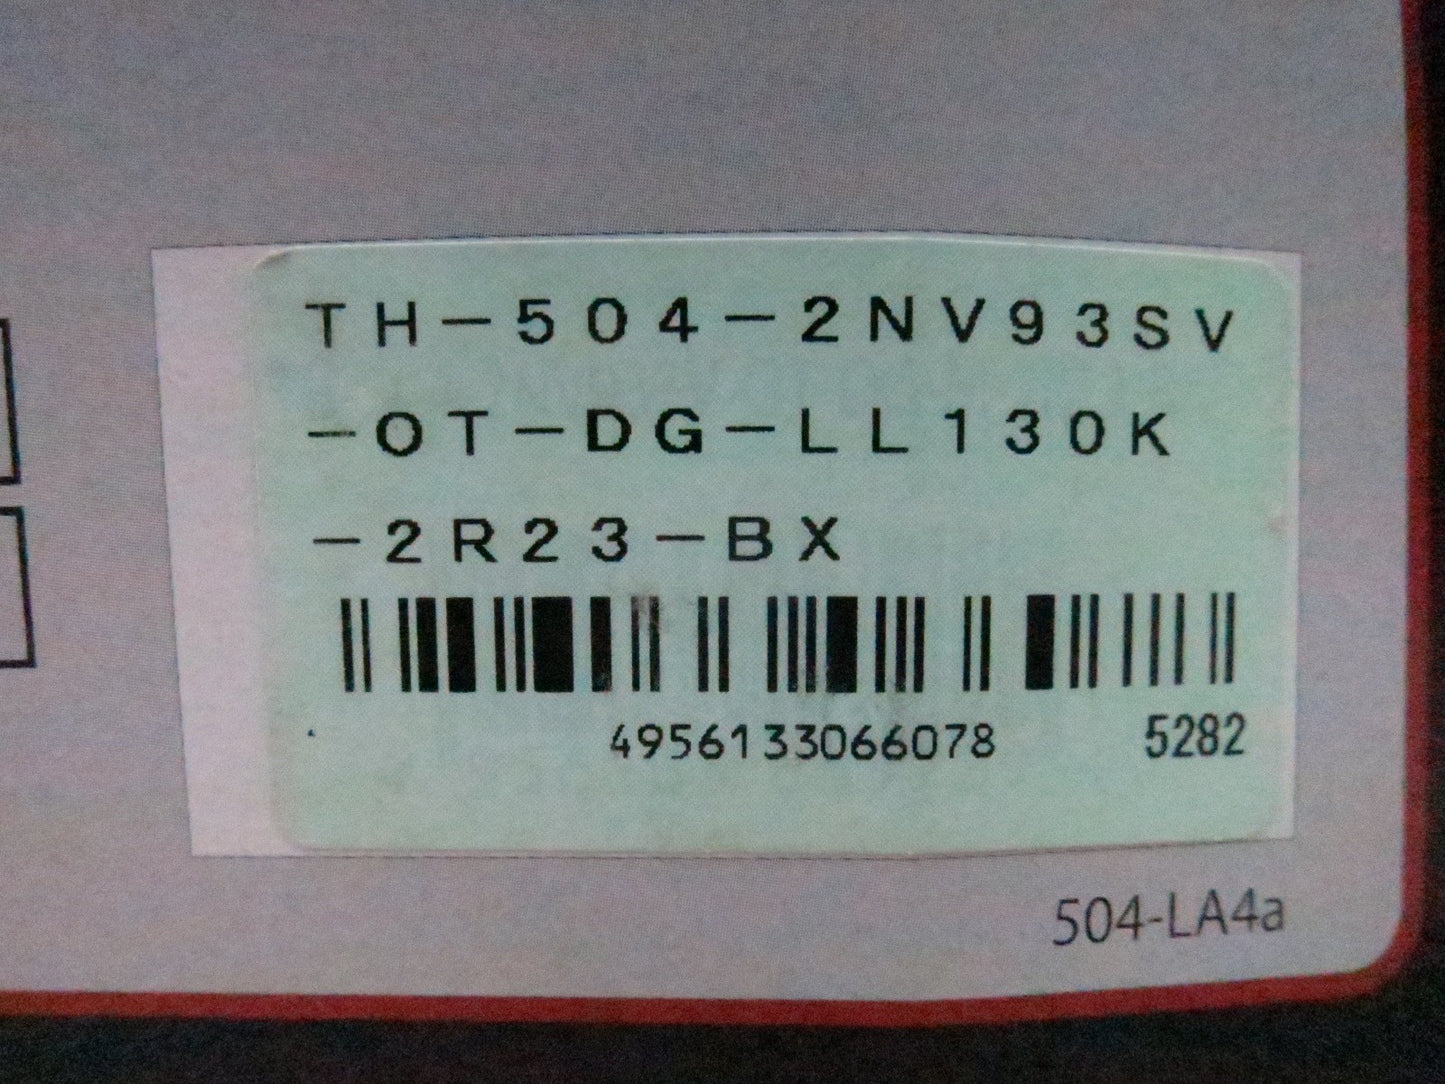 TH-504-2NV93SV
-OT-DG-LL130K
-2R23-BX
4956133066078 5282
504-LA4a